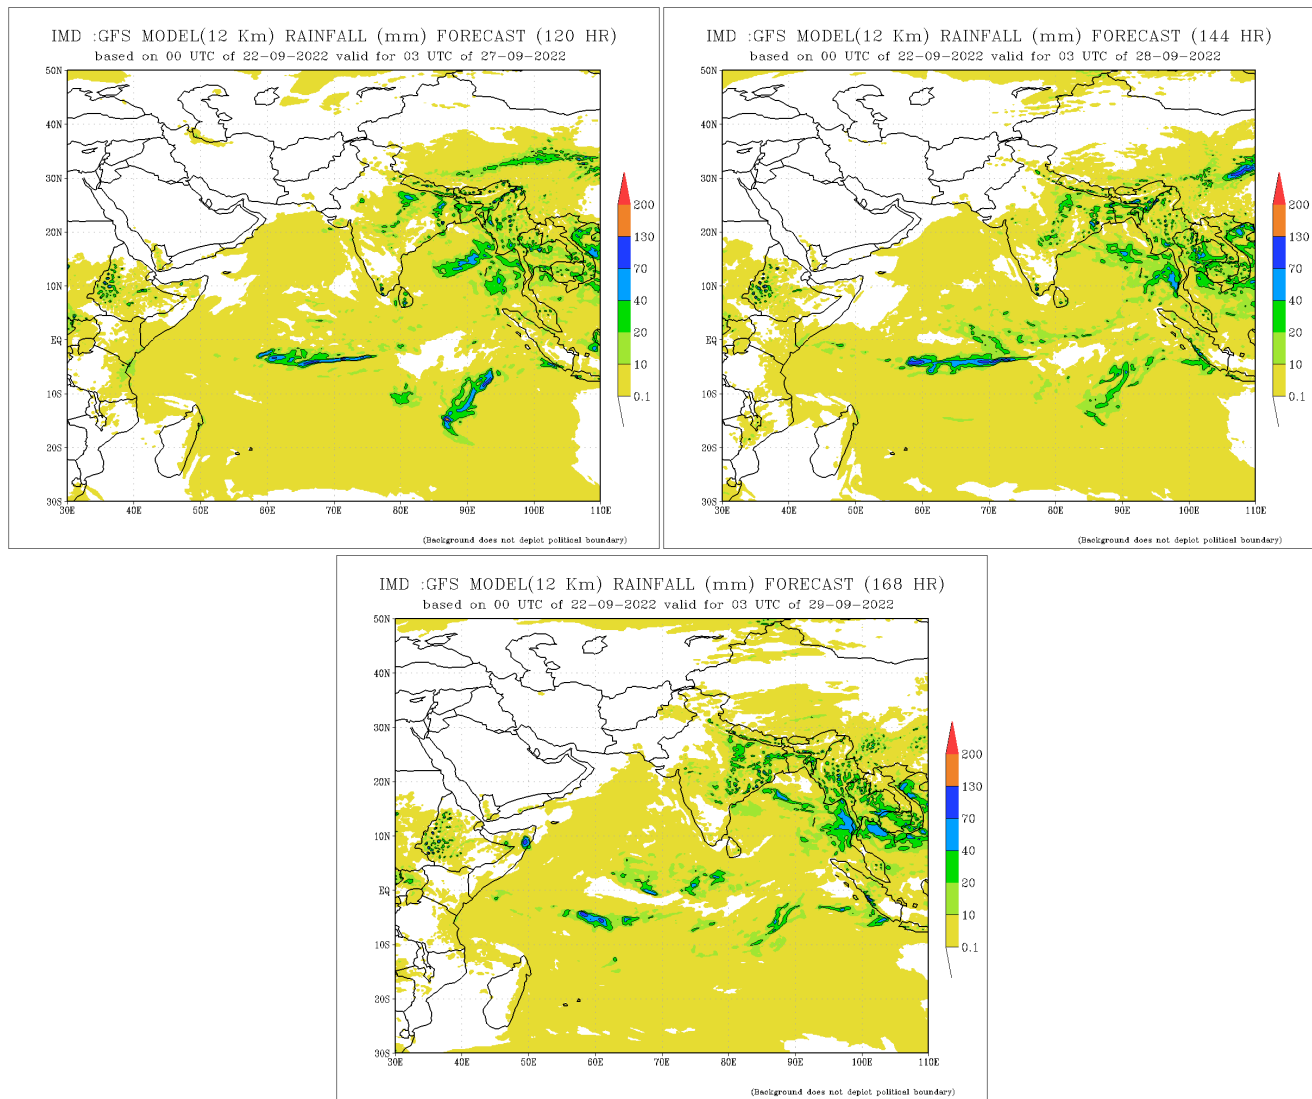 IMD :GFS MODEL(12 Km) RAINFALL (mm) FORECAST (120 HR)
based on 00 UTC of 22-09-2022 valid for 03 UTC of 27-09-2022
50N
40N
30N
20N
10N
EQ
10S
20S
30S
30E 40E 50E 60E 70E 80E 90E 100E 110E
200
130
70
40
20
10
0.1
(Background does not depict political boundary)
IMD :GFS MODEL(12 Km) RAINFALL (mm) FORECAST (144 HR)
based on 00 UTC of 22-09-2022 valid for 03 UTC of 28-09-2022
50N
40N
30N
20N
10N
EQ
10S
20S
30S
30E 40E 50E 60E 70E 80E 90E 100E 110E
200
130
70
40
20
10
0.1
(Background does not depict political boundary)
IMD :GFS MODEL(12 Km) RAINFALL (mm) FORECAST (168 HR)
based on 00 UTC of 22-09-2022 valid for 03 UTC of 29-09-2022
50N
40N
30N
20N
10N
EQ
10S
20S
30S
30E 40E 50E 60E 70E 80E 90E 100E 110E
200
130
70
40
20
10
0.1
(Background does not depict political boundary)